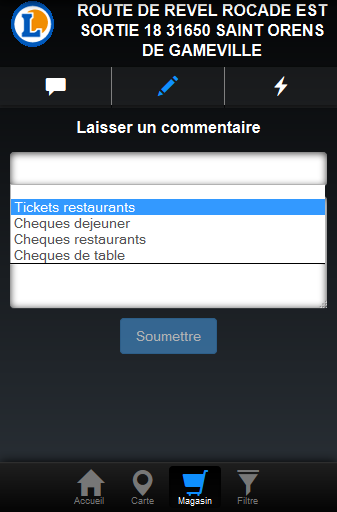 L
ROUTE DE REVEL ROCADE EST
SORTIE 18 31650 SAINT ORENS
DE GAMEVILLE
Laisser un commentaire
Tickets restaurants
Cheques dejeuner
Cheques restaurants
Cheques de table
Soumettre
Accueil Carte Magasin Filtre